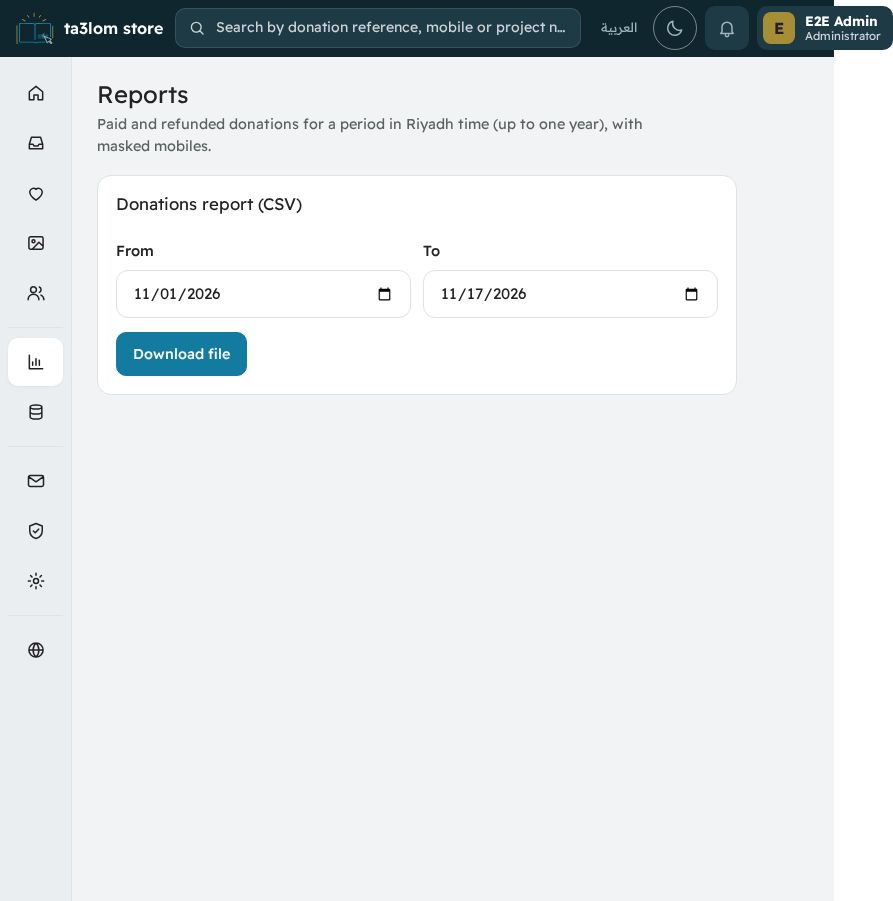 ta3lom store
Search by donation reference, mobile or project n...
العربية
E
E2E Admin
Administrator
Reports
Paid and refunded donations for a period in Riyadh time (up to one year), with
masked mobiles.
Donations report (CSV)
From
To
11/01/2026
11/17/2026
Download file